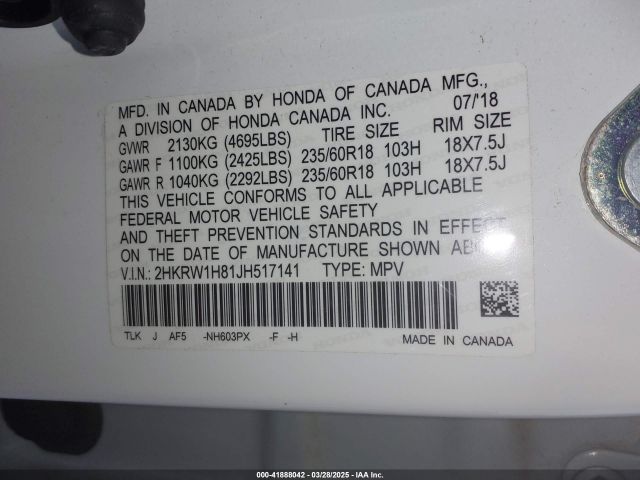 MFD. IN CANADA BY HONDA OF CANADA MFG.,
A DIVISION OF HONDA CANADA INC. 07/'18
GVWR 2130KG (4695LBS) TIRE SIZE RIM SIZE
GAWR F 1100KG (2425LBS) 235/60R18 103H 18X7.5J
GAWR R 1040KG (2292LBS) 235/60R18 103H 18X7.5J
THIS VEHICLE CONFORMS TO ALL APPLICABLE
FEDERAL MOTOR VEHICLE SAFETY
AND THEFT PREVENTION STANDARDS IN EFFECT
ON THE DATE OF MANUFACTURE SHOWN
V.I.N.: 2HKRW1H81JH517141 TYPE: MPV
TLK J AF5 -NH603PX -F -H MADE IN CANADA
000-41888042 / 03/28/2025 / IAA Inc.